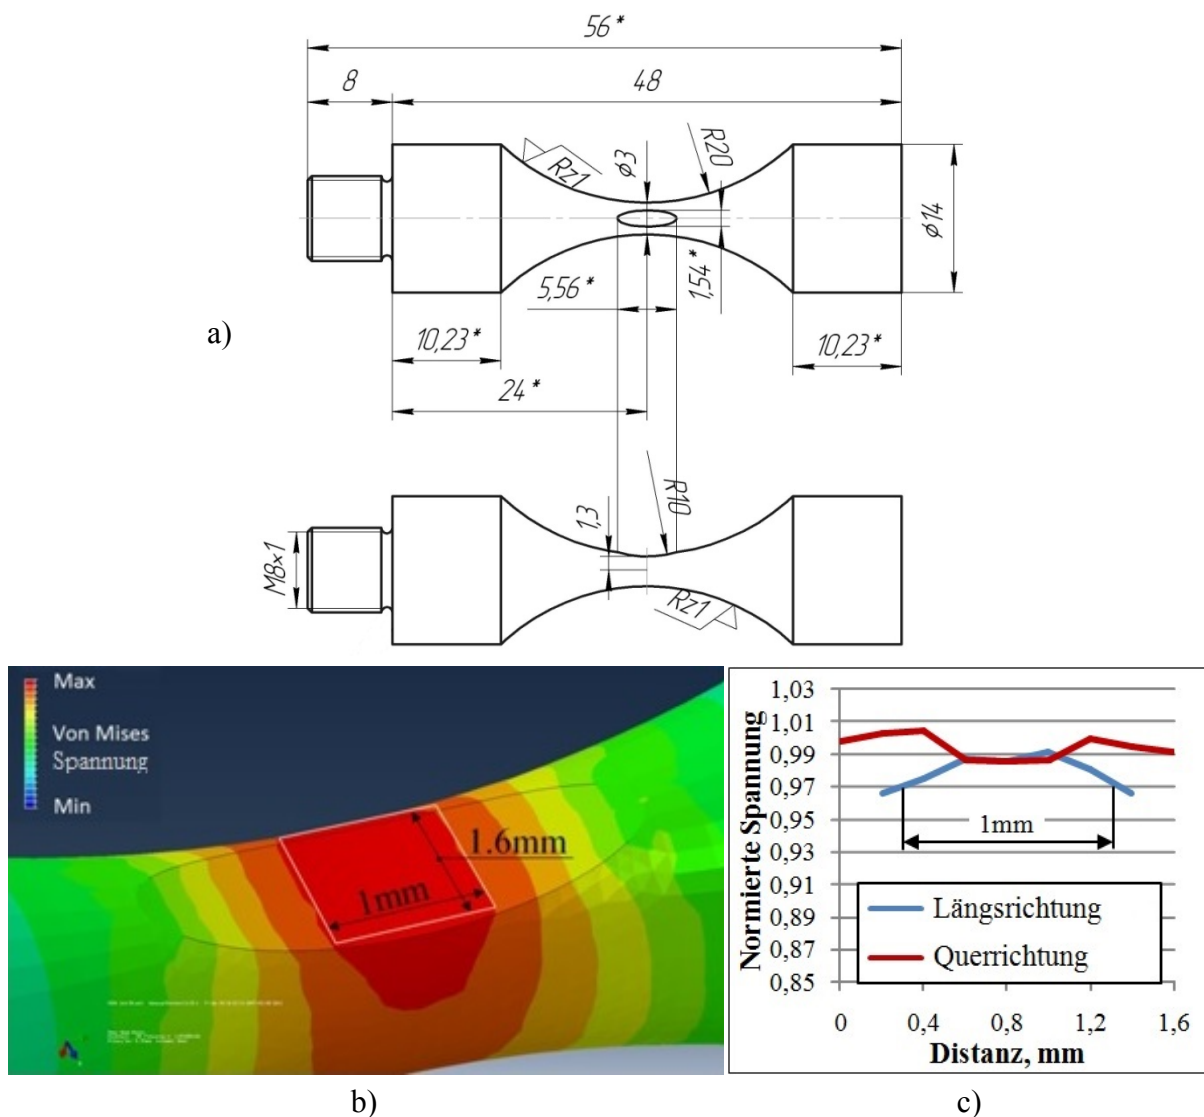 56*
8
48
Rz1
ϕ3
R20
ϕ14
5,56*
1,54*
a)
10,23*
10,23*
24*
R10
1,3
M8×1
Rz1
Max
Von Mises
Spannung
Min
1.6mm
1mm
Normierte Spannung
1,03
1,01
0,99
0,97
0,95
0,93
0,91
0,89
0,87
0,85
1mm
Längsrichtung
Querrichtung
0 0,4 0,8 1,2 1,6
Distanz, mm
b)
c)